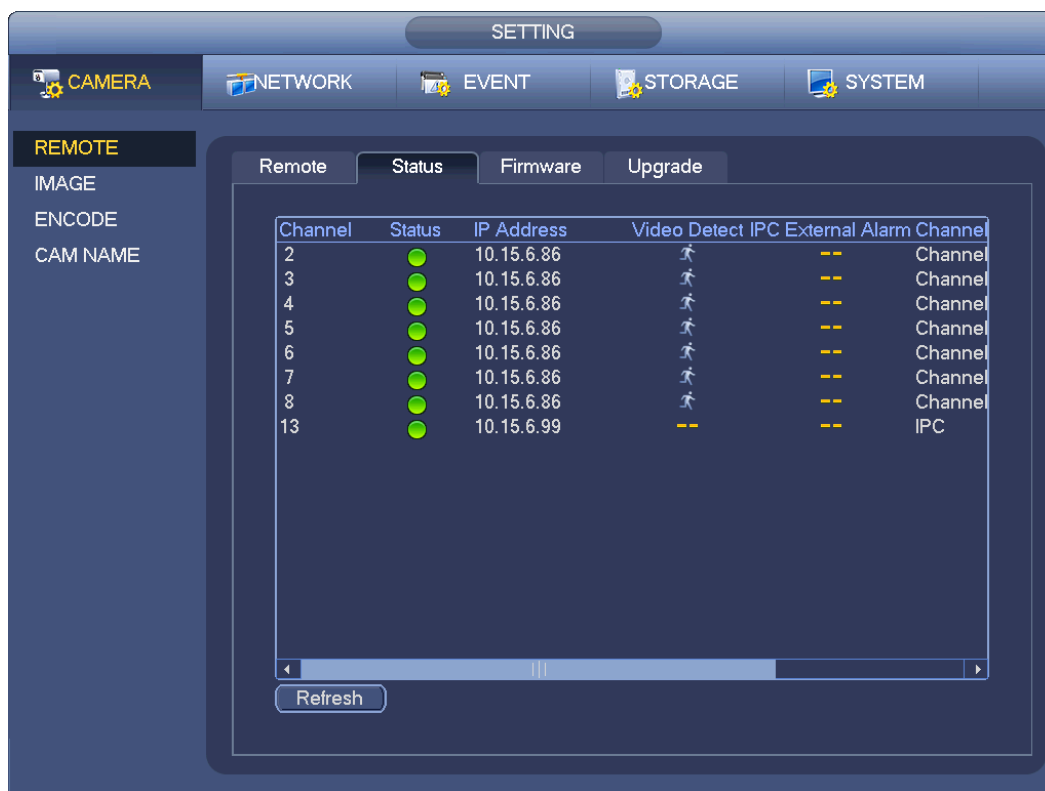 SETTING
CAMERA NETWORK EVENT STORAGE SYSTEM
REMOTE
IMAGE
ENCODE
CAM NAME
Remote Status Firmware Upgrade
Channel Status IP Address Video Detect IPC External Alarm Channel
2 10.15.6.86 -- Channel
3 10.15.6.86 -- Channel
4 10.15.6.86 -- Channel
5 10.15.6.86 -- Channel
6 10.15.6.86 -- Channel
7 10.15.6.86 -- Channel
8 10.15.6.86 -- Channel
13 10.15.6.99 -- -- IPC
Refresh